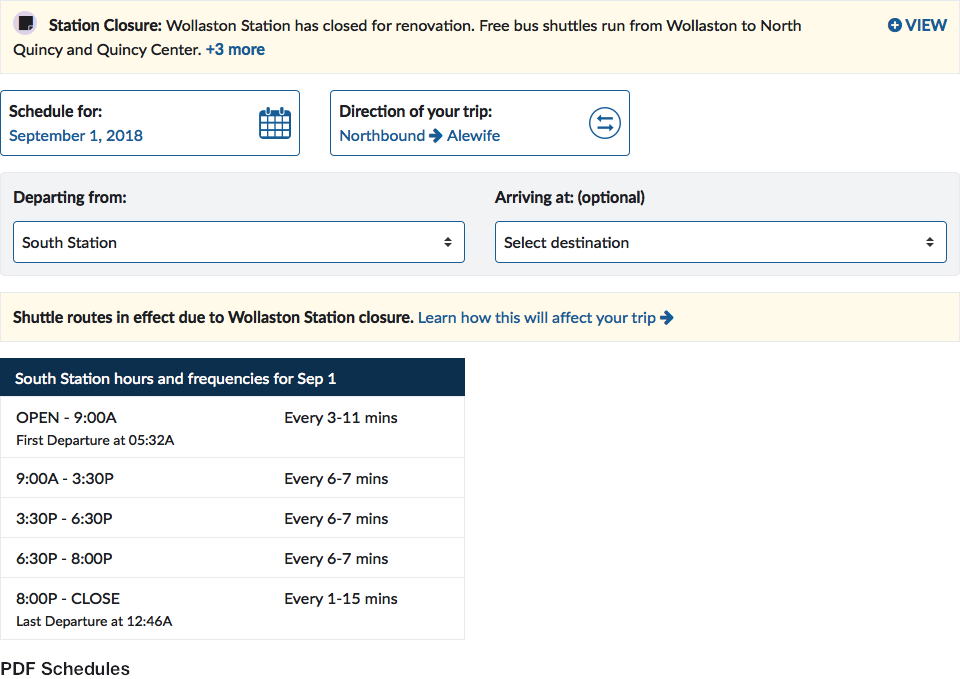 Station Closure: Wollaston Station has closed for renovation. Free bus shuttles run from Wollaston to North
Quincy and Quincy Center. +3 more
VIEW
Schedule for:
September 1, 2018
Direction of your trip:
Northbound → Alewife
Departing from:
South Station
Arriving at: (optional)
Select destination
Shuttle routes in effect due to Wollaston Station closure. Learn how this will affect your trip →
South Station hours and frequencies for Sep 1
OPEN - 9:00A Every 3-11 mins
First Departure at 05:32A
9:00A - 3:30P Every 6-7 mins
3:30P - 6:30P Every 6-7 mins
6:30P - 8:00P Every 6-7 mins
8:00P - CLOSE Every 1-15 mins
Last Departure at 12:46A
PDF Schedules